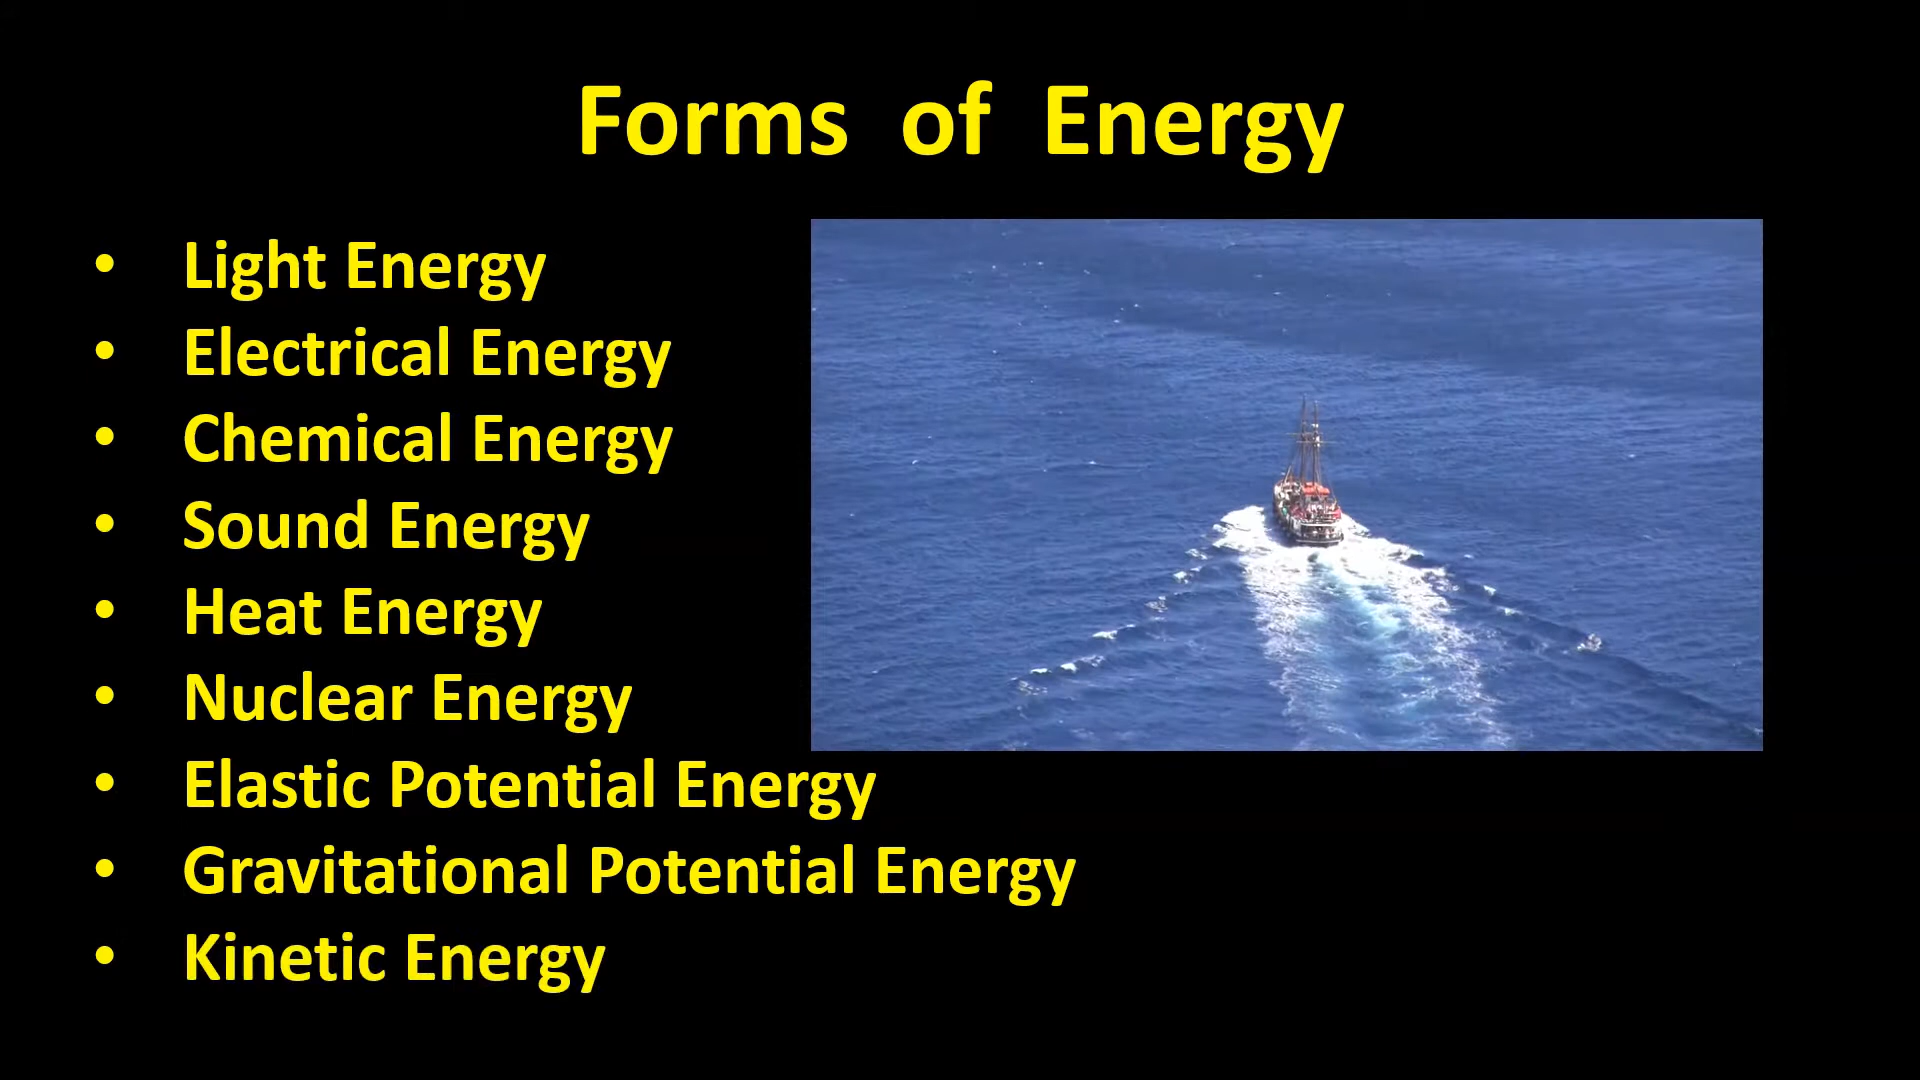 Forms of Energy
• Light Energy
• Electrical Energy
• Chemical Energy
• Sound Energy
• Heat Energy
• Nuclear Energy
• Elastic Potential Energy
• Gravitational Potential Energy
• Kinetic Energy